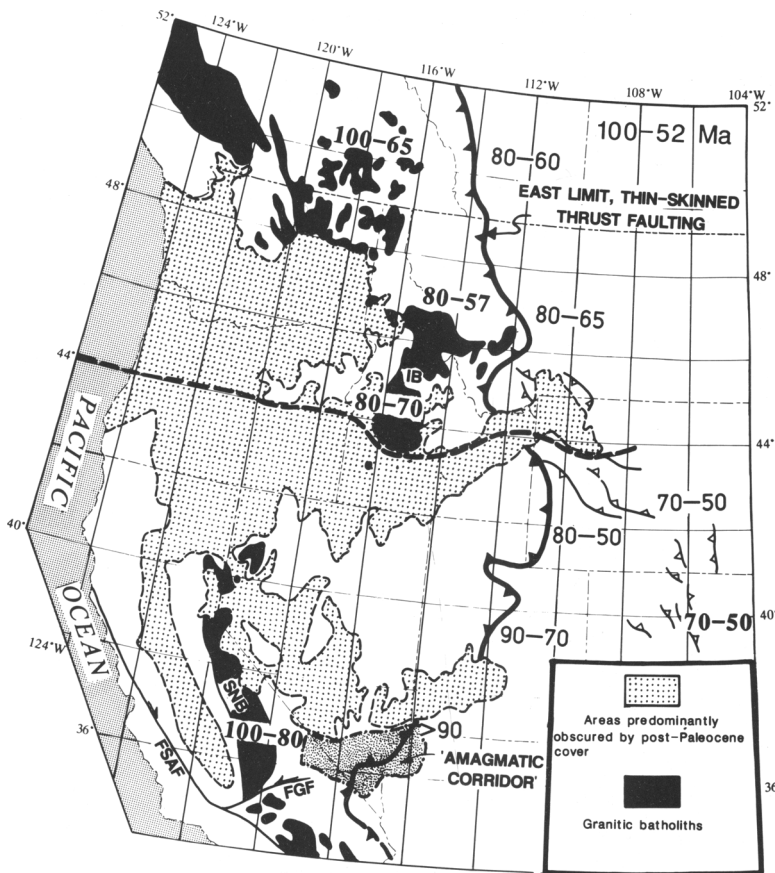 52°
124°W
120°W
116°W
112°W
108°W
104°W
52°
100–52 Ma
100–65
80–60
EAST LIMIT, THIN-SKINNED
THRUST FAULTING
48°
48°
80–57
80–65
44°
IB
80–70
44°
PACIFIC
70–50
80–50
40°
OCEAN
40°
70–50
124°W
90–70
SNB
100–80
>90
36°
FSAF
FGF
'AMAGMATIC
CORRIDOR'
Areas predominantly
obscured by post-Paleocene
cover
36
Granitic batholiths